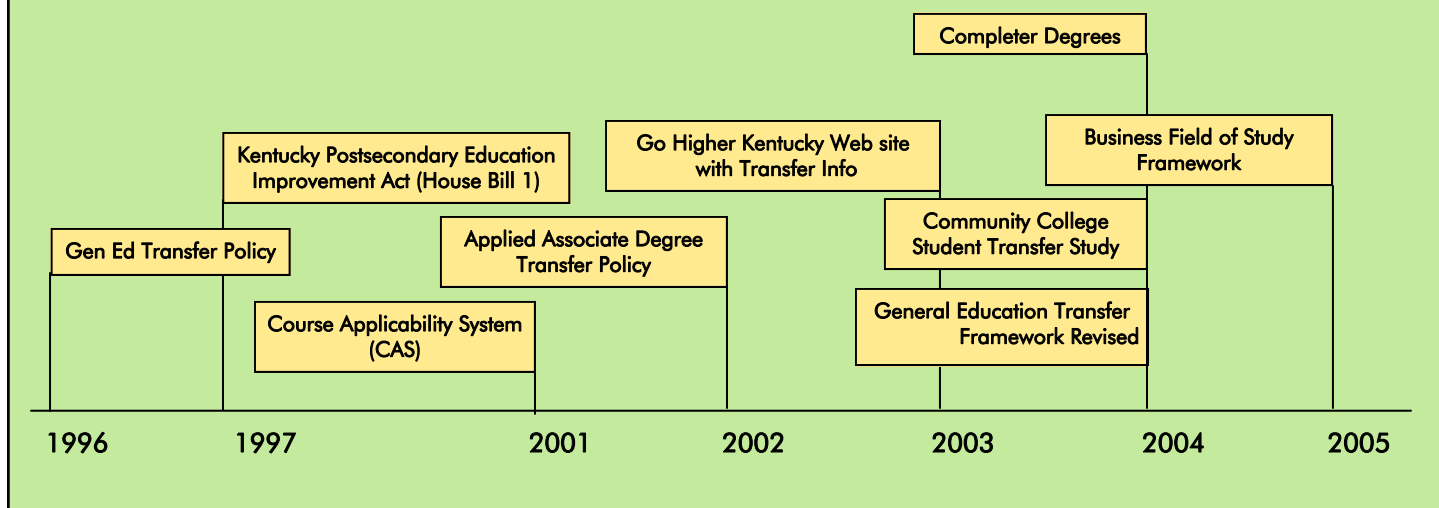 Completer Degrees
Business Field of Study
Framework
Go Higher Kentucky Web site
with Transfer Info
Kentucky Postsecondary Education
Improvement Act (House Bill 1)
Community College
Student Transfer Study
Applied Associate Degree
Transfer Policy
Gen Ed Transfer Policy
General Education Transfer
Framework Revised
Course Applicability System
(CAS)
1996 1997 2001 2002 2003 2004 2005